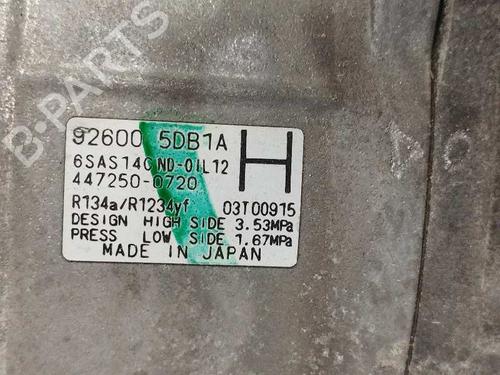 B-PARTS
92600 5DB1A
6SAS14C ND-OIL12
H
447250-0720
R134a/R1234yf 03T00915
DESIGN HIGH SIDE 3.53MPa
PRESS LOW SIDE 1.67MPa
MADE IN JAPAN